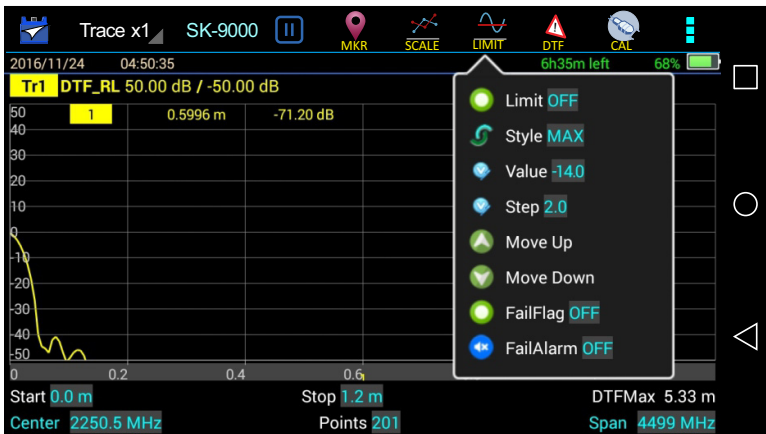 Trace x1 SK-9000 MKR SCALE LIMIT DTF CAL
2016/11/24 04:50:35 6h35m left 68%
Tr1 DTF_RL 50.00 dB / -50.00 dB
50 1 0.5996 m -71.20 dB
40
30
20
10
0
-10
-20
-30
-40
-50
0 0.2 0.4 0.6
Limit OFF
Style MAX
Value -14.0
Step 2.0
Move Up
Move Down
FailFlag OFF
FailAlarm OFF
Start 0.0 m Stop 1.2 m DTFMax 5.33 m
Center 2250.5 MHz Points 201 Span 4499 MHz